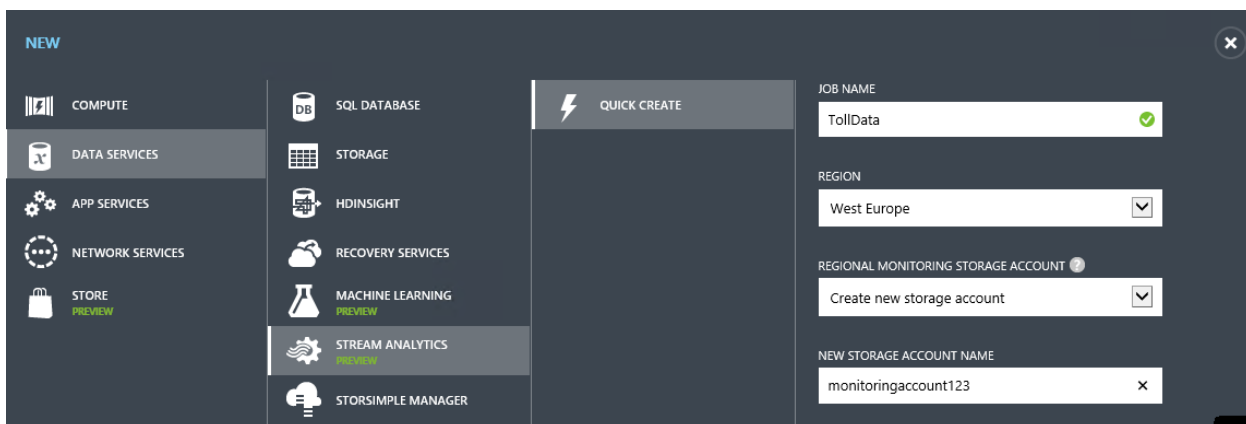 NEW
COMPUTE
DATA SERVICES
APP SERVICES
NETWORK SERVICES
STORE
PREVIEW
DB
SQL DATABASE
STORAGE
HDINSIGHT
RECOVERY SERVICES
MACHINE LEARNING
PREVIEW
STREAM ANALYTICS
PREVIEW
STORSIMPLE MANAGER
QUICK CREATE
JOB NAME
TollData
REGION
West Europe
REGIONAL MONITORING STORAGE ACCOUNT ?
Create new storage account
NEW STORAGE ACCOUNT NAME
monitoringaccount123